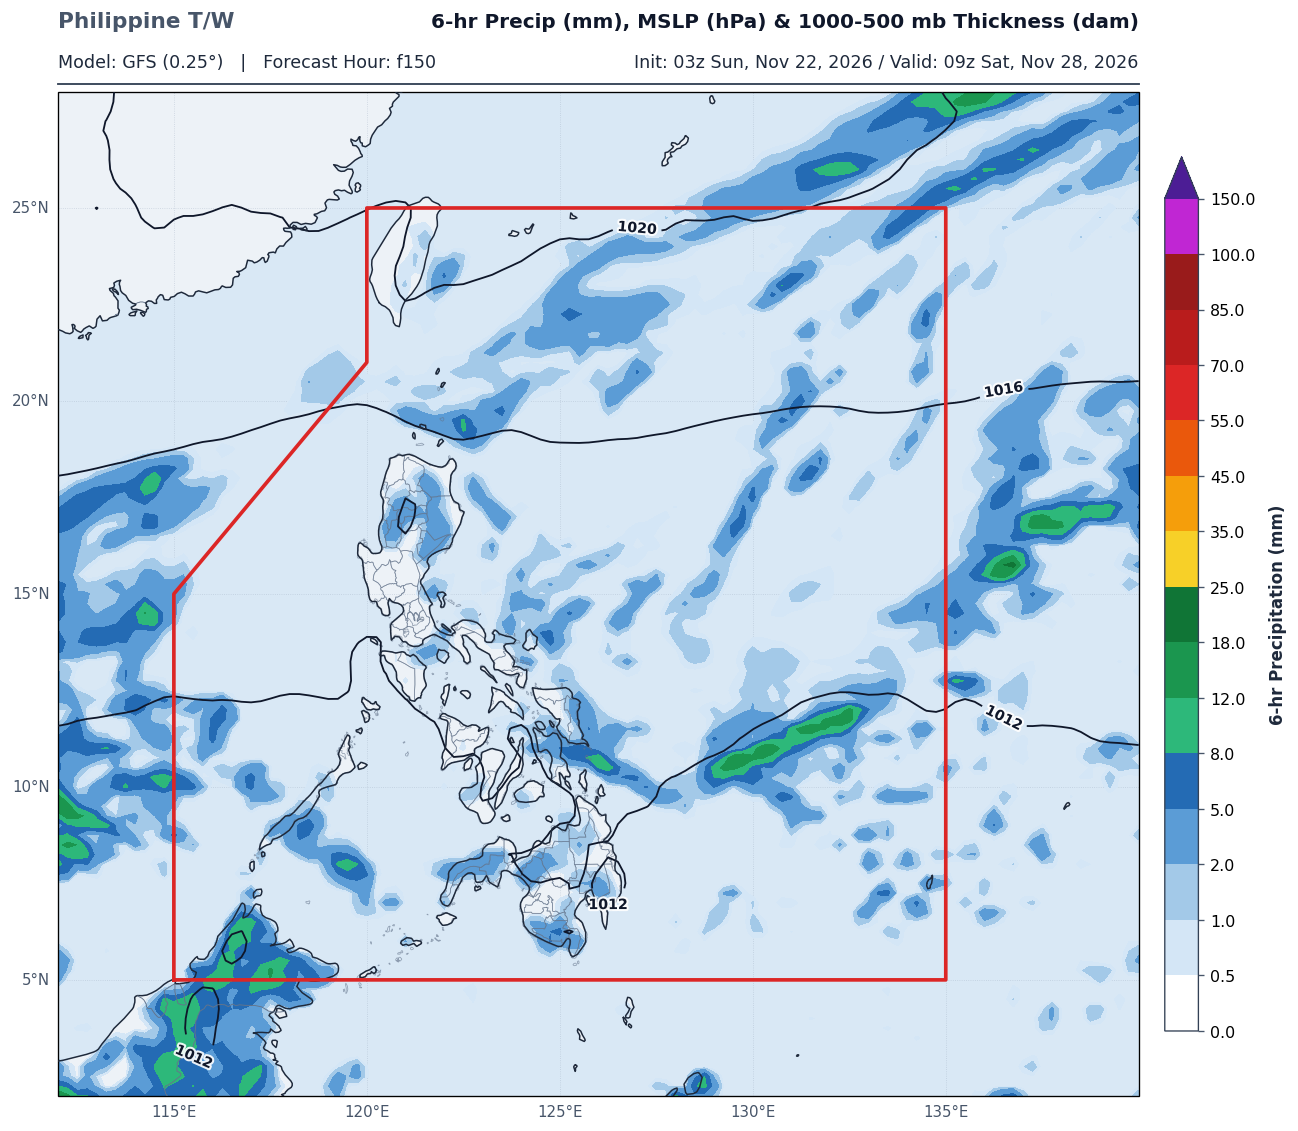 Philippine T/W
6-hr Precip (mm), MSLP (hPa) & 1000-500 mb Thickness (dam)
Model: GFS (0.25°) | Forecast Hour: f150
Init: 03z Sun, Nov 22, 2026 / Valid: 09z Sat, Nov 28, 2026
25°N
20°N
15°N
10°N
5°N
1020
1016
1012
1012
1012
115°E
120°E
125°E
130°E
135°E
150.0
100.0
85.0
70.0
55.0
45.0
35.0
25.0
18.0
12.0
8.0
5.0
2.0
1.0
0.5
0.0
6-hr Precipitation (mm)